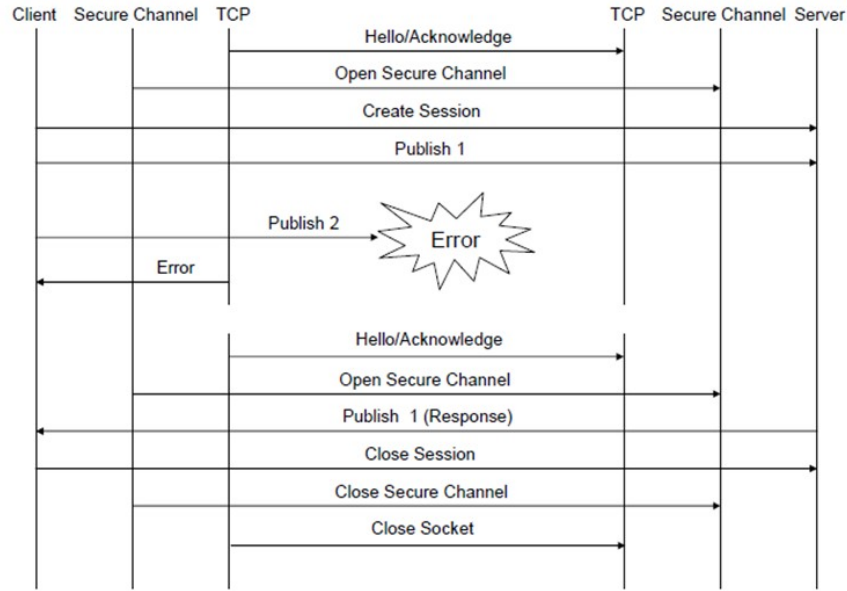 Client Secure Channel TCP TCP Secure Channel Server
Hello/Acknowledge
Open Secure Channel
Create Session
Publish 1
Publish 2
Error
Error
Hello/Acknowledge
Open Secure Channel
Publish 1 (Response)
Close Session
Close Secure Channel
Close Socket